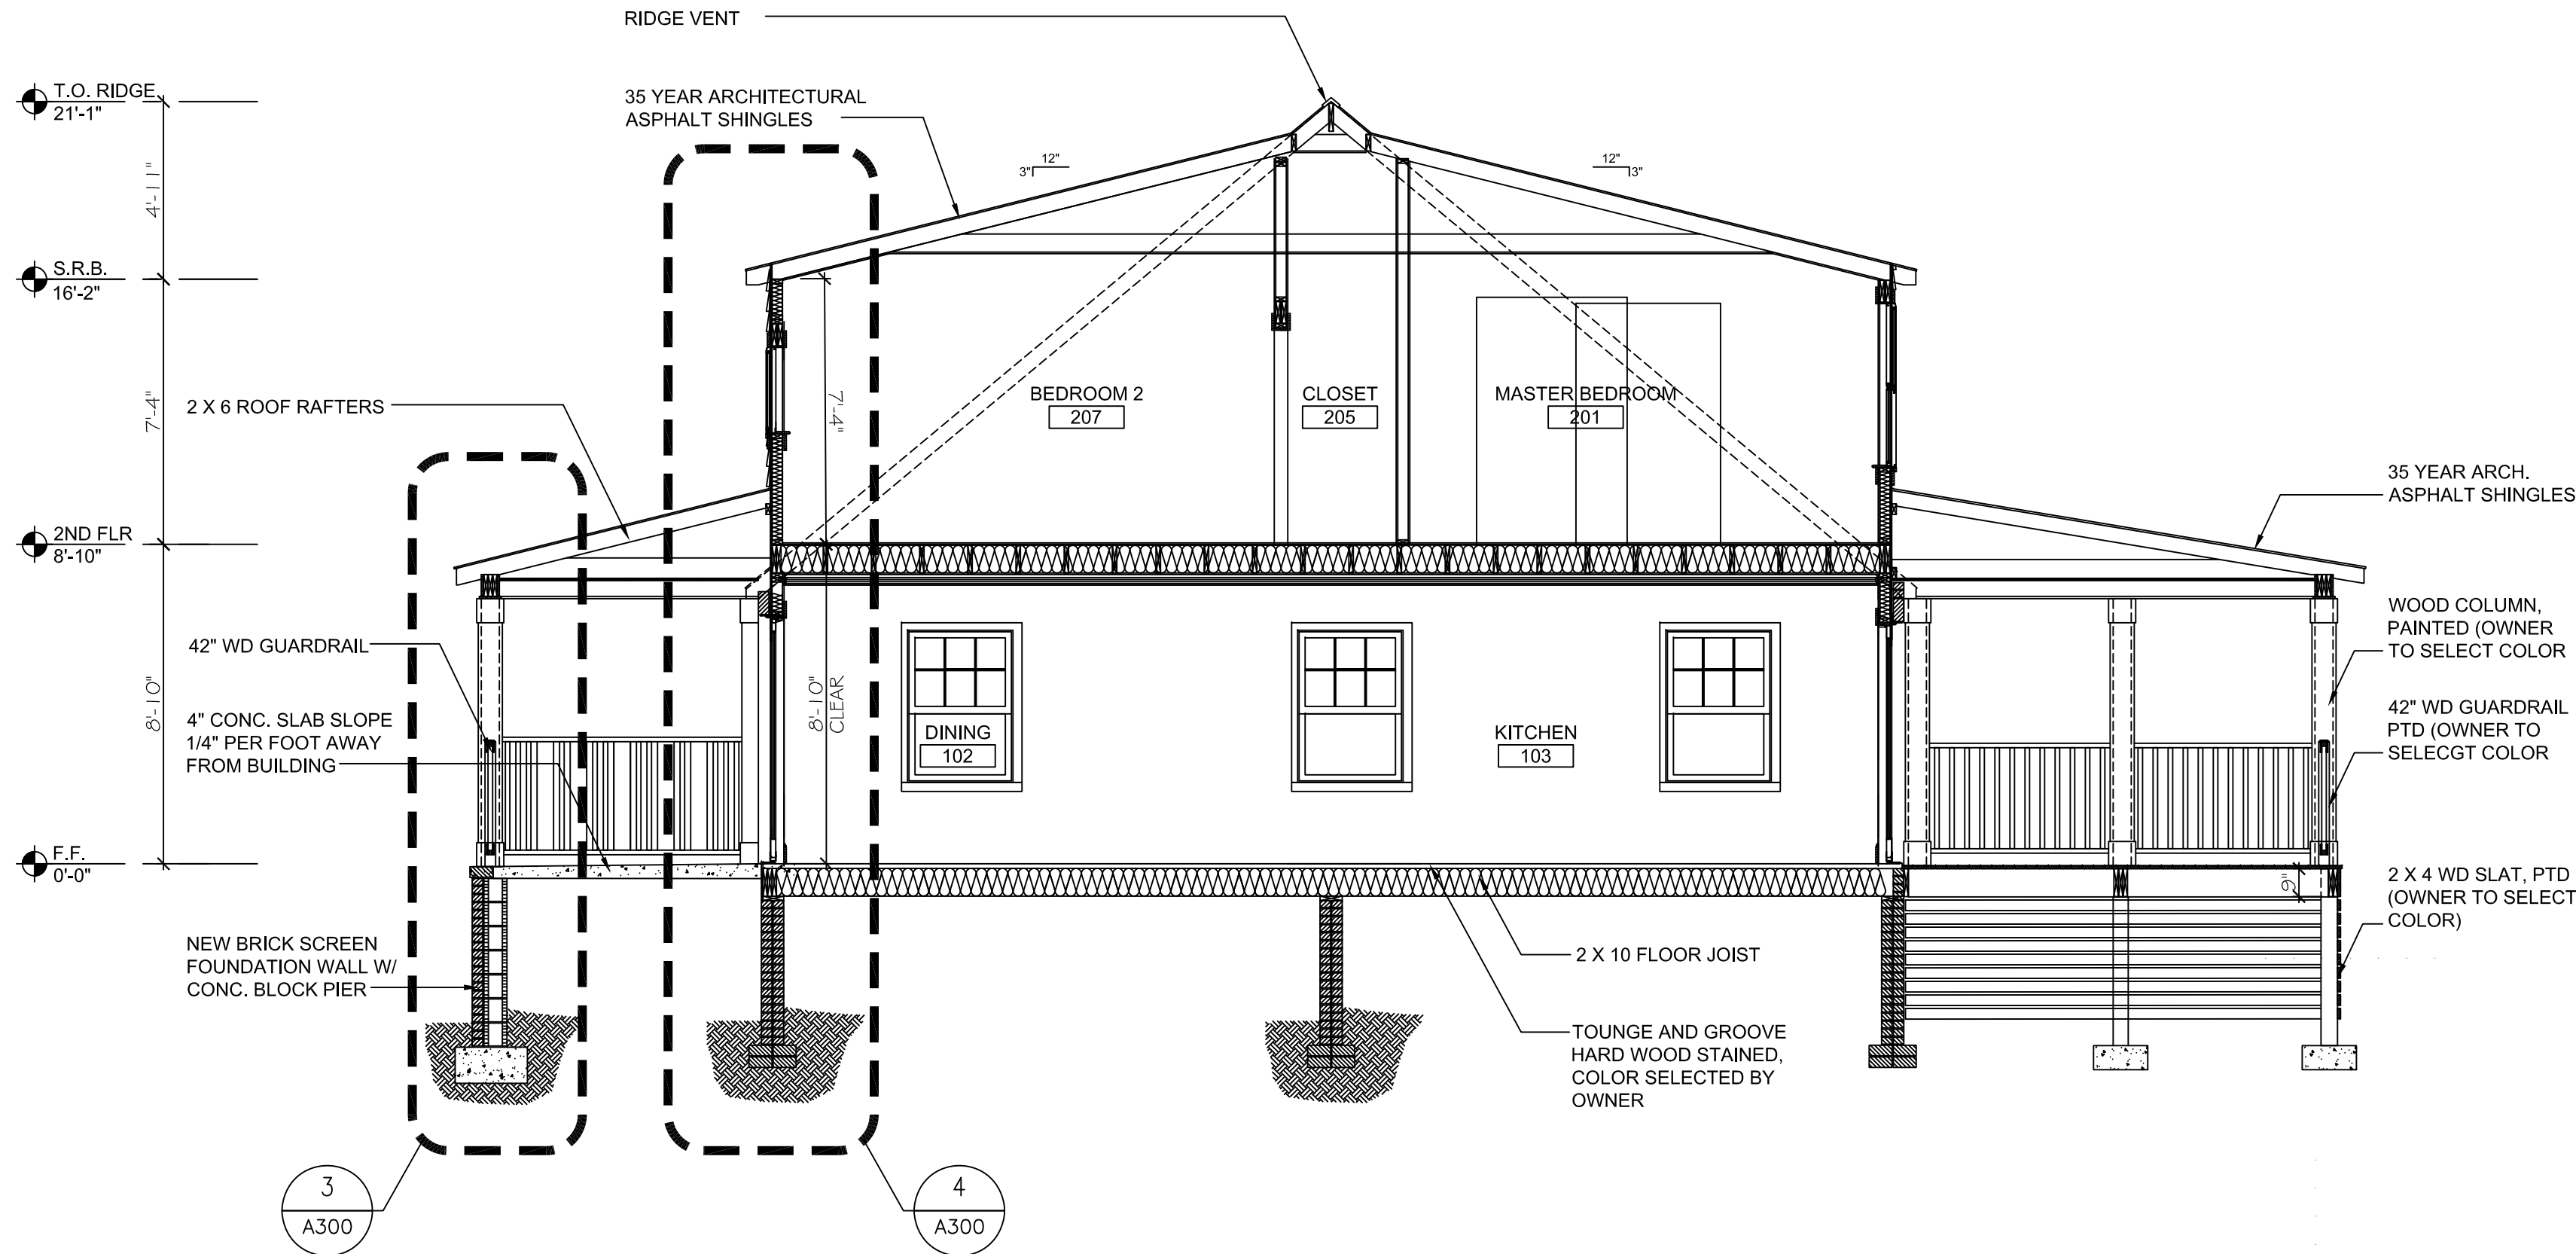 RIDGE VENT
T.O. RIDGE
21'-1"
35 YEAR ARCHITECTURAL
ASPHALT SHINGLES
12"
3"
12"
3"
4'-11"
S.R.B.
16'-2"
7'-4"
2 X 6 ROOF RAFTERS
7'-4"
BEDROOM 2
207
CLOSET
205
MASTER BEDROOM
201
35 YEAR ARCH.
ASPHALT SHINGLES
2ND FLR
8'-10"
42" WD GUARDRAIL
8'-10"
4" CONC. SLAB SLOPE
1/4" PER FOOT AWAY
FROM BUILDING
8'-10"
CLEAR
DINING
102
KITCHEN
103
WOOD COLUMN,
PAINTED (OWNER
TO SELECT COLOR
42" WD GUARDRAIL
PTD (OWNER TO
SELECGT COLOR
F.F.
0'-0"
9"
2 X 4 WD SLAT, PTD
(OWNER TO SELECT
COLOR)
NEW BRICK SCREEN
FOUNDATION WALL W/
CONC. BLOCK PIER
2 X 10 FLOOR JOIST
TOUNGE AND GROOVE
HARD WOOD STAINED,
COLOR SELECTED BY
OWNER
3
A300
4
A300